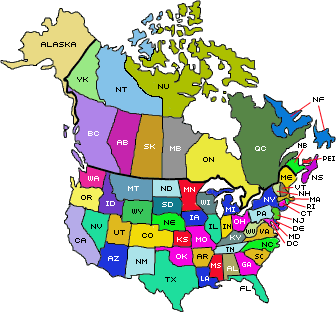 ALASKA
YK
NT
NU
NF
BC
AB
SK
MB
ON
QC
NB
PEI
NS
WA
MT
ND
MN
ME
VT
NH
MA
RI
CT
NJ
DE
MD
DC
OR
ID
WY
SD
WI
MI
NY
NV
UT
CO
NE
IA
IL
IN
OH
PA
CA
AZ
NM
KS
MO
KY
WV
VA
OK
AR
TN
NC
SC
TX
LA
MS
AL
GA
FL